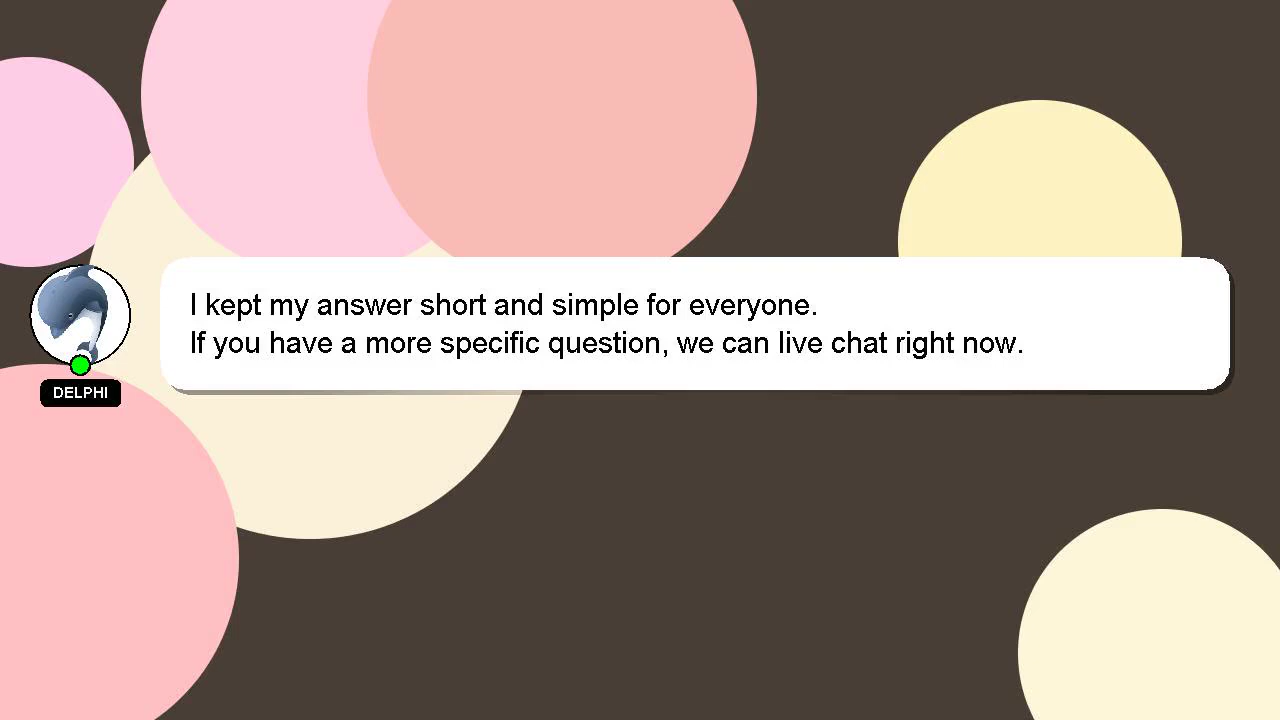 I kept my answer short and simple for everyone.
If you have a more specific question, we can live chat right now.
DELPHI